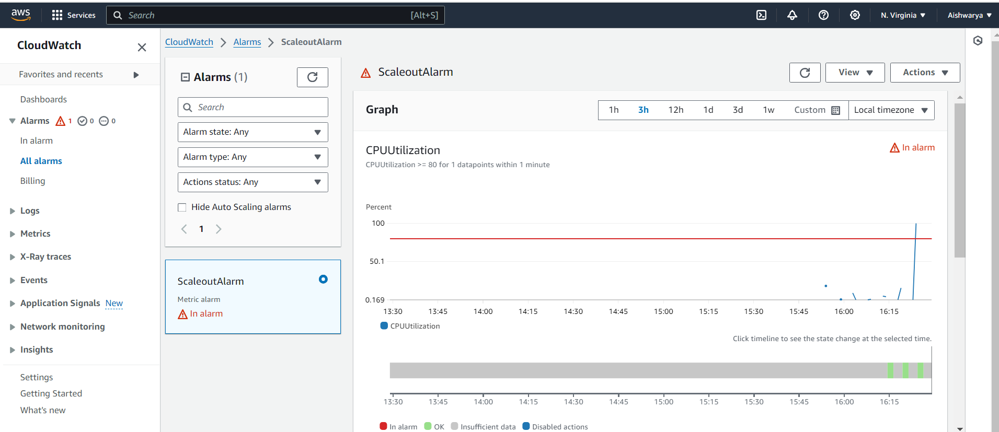 aws
Services
Search
[Alt+S]
N. Virginia
Aishwarya
CloudWatch
Favorites and recents
Dashboards
Alarms 1 0 0
In alarm
All alarms
Billing
Logs
Metrics
X-Ray traces
Events
Application Signals New
Network monitoring
Insights
Settings
Getting Started
What's new
CloudWatch > Alarms > ScaleoutAlarm
Alarms (1)
Search
Alarm state: Any
Alarm type: Any
Actions status: Any
Hide Auto Scaling alarms
1
ScaleoutAlarm
Metric alarm
In alarm
ScaleoutAlarm
View
Actions
Graph
1h 3h 12h 1d 3d 1w Custom Local timezone
CPUUtilization
In alarm
CPUUtilization >= 80 for 1 datapoints within 1 minute
Percent
100
50.1
0.169
13:30 13:45 14:00 14:15 14:30 14:45 15:00 15:15 15:30 15:45 16:00 16:15
CPUUtilization
Click timeline to see the state change at the selected time.
13:30 13:45 14:00 14:15 14:30 14:45 15:00 15:15 15:30 15:45 16:00 16:15
In alarm OK Insufficient data Disabled actions